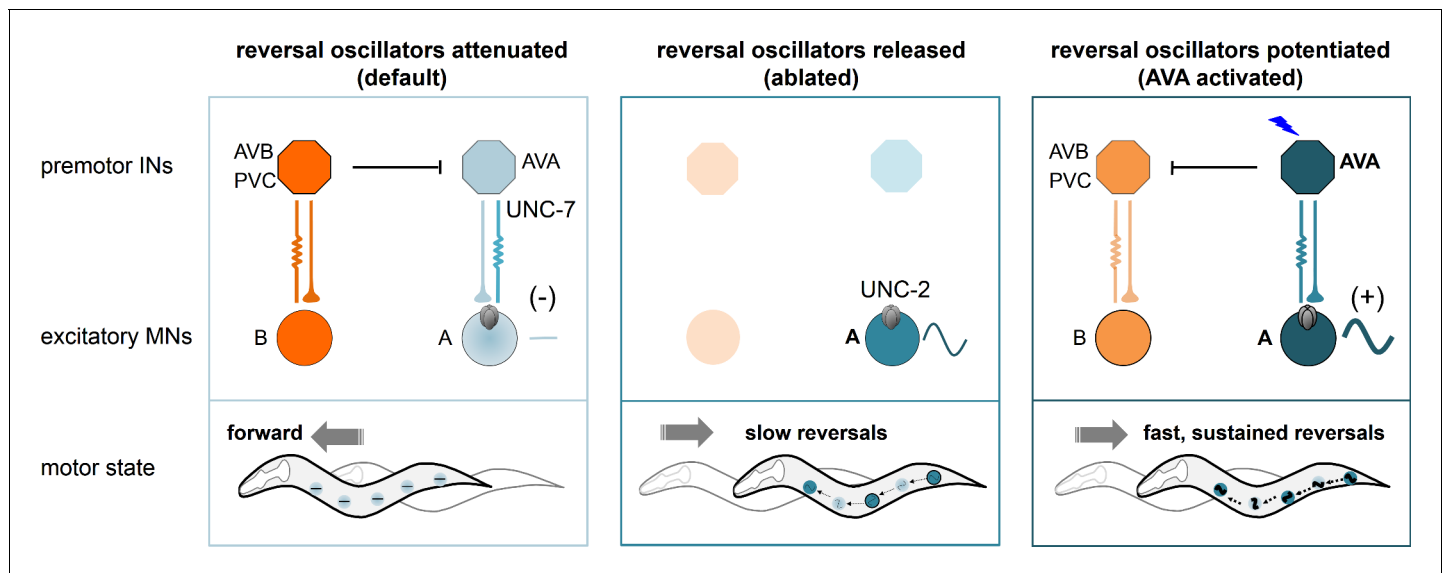 reversal oscillators attenuated
(default)
reversal oscillators released
(ablated)
reversal oscillators potentiated
(AVA activated)
premotor INs
AVB
PVC
AVA
UNC-7
AVB
PVC
AVA
excitatory MNs
B
A
(-)
UNC-2
A
B
A
(+)
motor state
forward
slow reversals
fast, sustained reversals